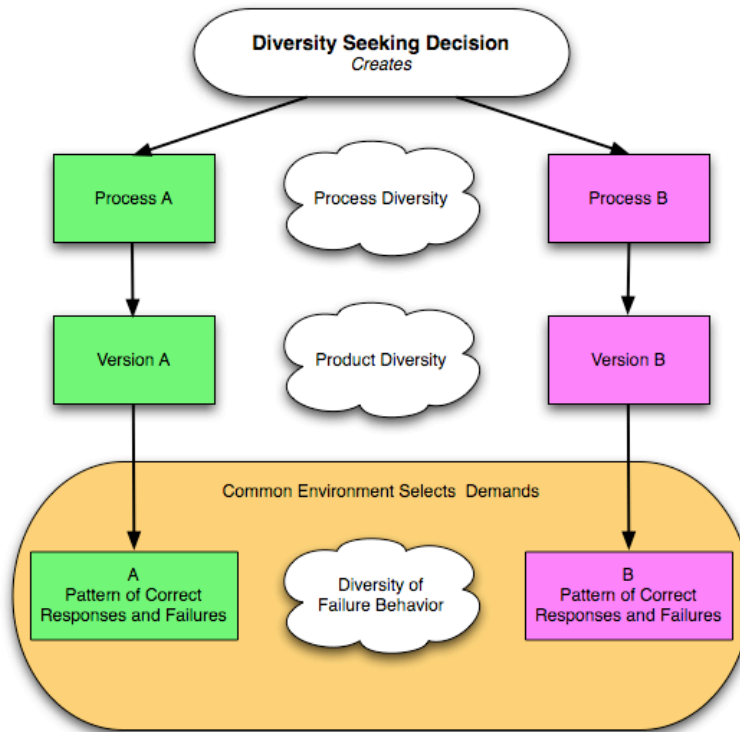 Diversity Seeking Decision
Creates
Process A
Process Diversity
Process B
Version A
Product Diversity
Version B
Common Environment Selects Demands
A
Pattern of Correct
Responses and Failures
Diversity of
Failure Behavior
B
Pattern of Correct
Responses and Failures